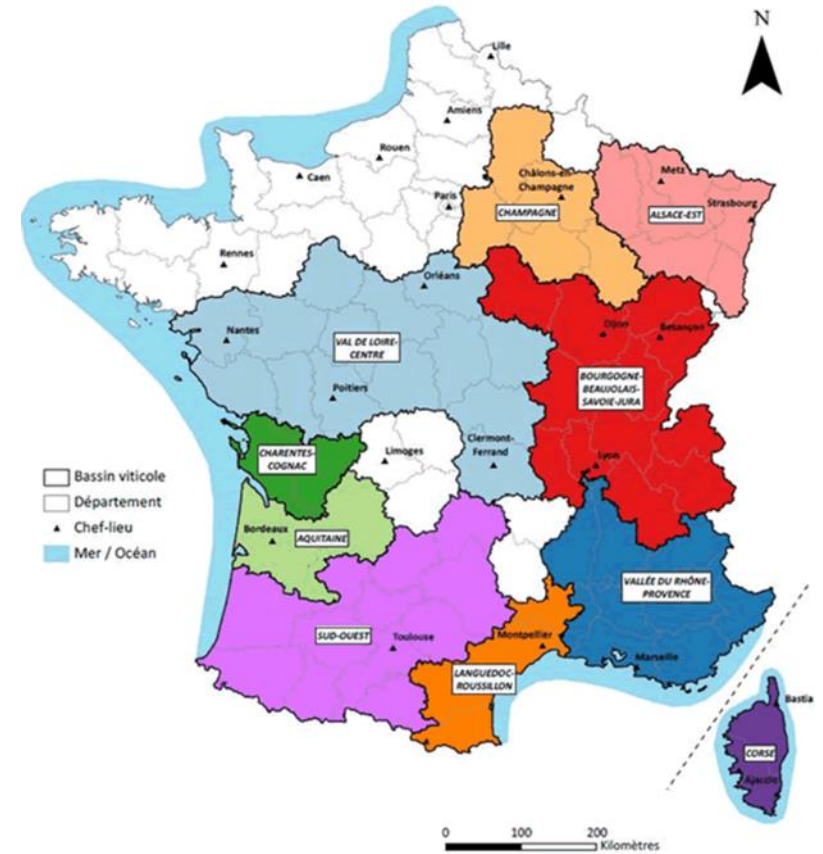 N
Lille
Amiens
Rouen
Caen
Châlons-en-
Champagne
Metz
Paris
CHAMPAGNE
Strasbourg
ALSACE-EST
Rennes
Orléans
Nantes
Dijon
Besançon
VAL DE LOIRE-
CENTRE
BOURGOGNE-
BEAUJOLAIS-
SAVOIE-JURA
Poitiers
CHARENTES-
COGNAC
Limoges
Clermont-
Ferrand
Lyon
Bassin viticole
Département
Chef-lieu
Mer / Océan
Bordeaux
AQUITAINE
VALLÉE DU RHÔNE-
PROVENCE
SUD-OUEST
Toulouse
Montpellier
Marseille
LANGUEDOC-
ROUSSILLON
Bastia
CORSE
Ajaccio
0 100 200
Kilomètres